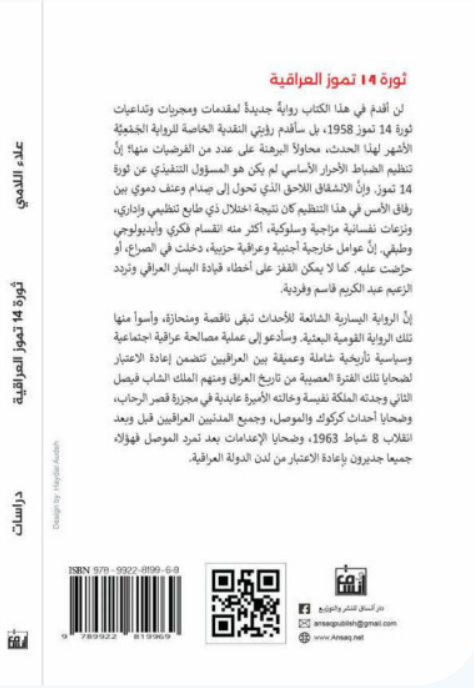 ثورة 14 تموز العراقية
لن أقدمَ في هذا الكتاب روايةً جديدةً لمقدمات ومجريات وتداعيات
ثورة 14 تموز 1958، بل سأقدم رؤيتي النقدية الخاصة للرواية الجَمْعِيَّة
الأشهر لهذا الحدث، محاولاً البرهنة على عدد من الفرضيات منها؛ إنَّ
تنظيم الضباط الأحرار الأساسي لم يكن هو المسؤول التنفيذي عن ثورة
14 تموز. وإنَّ الانشقاق اللاحق الذي تحول إلى صِدام وعنف دموي بين
رفاق الأمس في هذا التنظيم كان نتيجة اختلال ذي طابع تنظيمي وإداري،
ونزعات نفسانية مزاجية وسلوكية، أكثر منه انقسام فكري وأيديولوجي
وطبقي. إنَّ عوامل خارجية أجنبية وعراقية حزبية، دخلت في الصراع، أو
حرَّضت عليه. كما لا يمكن القفز على أخطاء قيادة اليسار العراقي وتردد
الزعيم عبد الكريم قاسم وفردية.
إنَّ الرواية اليسارية الشائعة للأحداث تبقى ناقصة ومنحازة، وأسوأ منها
تلك الرواية القومية البعثية. وسأدعو إلى عملية مصالحة عراقية اجتماعية
وسياسية تأريخية شاملة وعميقة بين العراقيين تتضمن إعادة الاعتبار
لضحايا تلك الفترة العصيبة من تاريخ العراق ومنهم الملك الشاب فيصل
الثاني وجدته الملكة نفيسة وخالته الأميرة عابدية في مجزرة قصر الرحاب،
وضحايا أحداث كركوك والموصل، وجميع المدنيين العراقيين قبل وبعد
انقلاب 8 شباط 1963، وضحايا الإعدامات بعد تمرد الموصل فهؤلاء
جميعا جديرون بإعادة الاعتبار من لدن الدولة العراقية.
علاء اللامي
ثورة 14 تموز العراقية
دراسات
Design by: Haydar Audah
ISBN 978-9922-8199-6-9
9 789922 819969
أنساق
دار أنساق للنشر والتوزيع
ansaqpublish@gmail.com
www.Ansaq.net